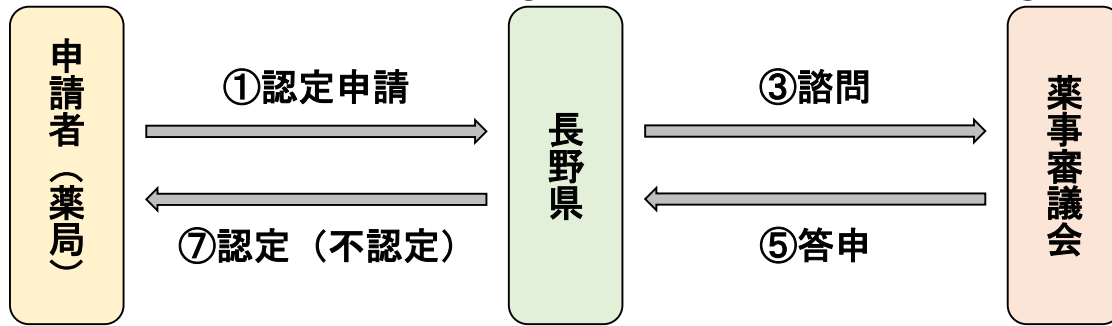 申請者（薬局）
①認定申請
⑦認定（不認定）
長野県
③諮問
⑤答申
薬事審議会